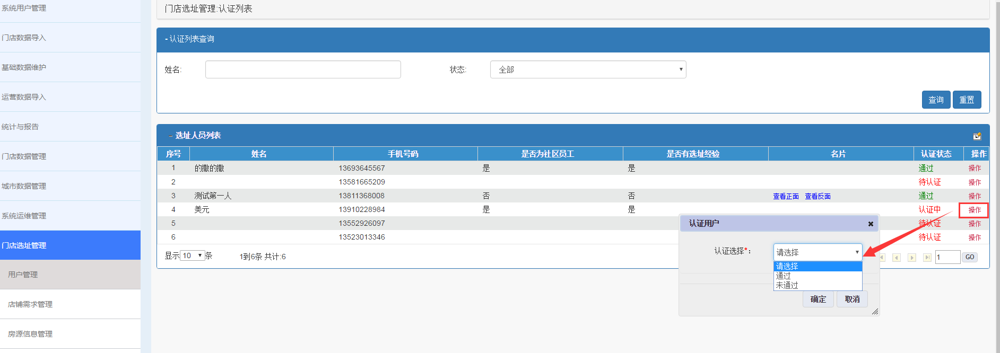 系统用户管理
门店数据导入
基础数据维护
运营数据导入
统计与报告
门店数据管理
城市数据管理
系统运维管理
门店选址管理
用户管理
店铺需求管理
房源信息管理
门店选址管理:认证列表
- 认证列表查询
姓名: 状态: 全部
查询 重置
– 选址人员列表
序号 姓名 手机号码 是否为社区员工 是否有选址经验 名片 认证状态 操作
1 的撒的撒 13693645567 是 是 通过 操作
2 13581665209 待认证 操作
3 测试第一人 13811368008 否 否 查看正面 查看反面 通过 操作
4 美元 13910228984 是 是 认证中 操作
5 13552926097 待认证 操作
6 13523013346 待认证 操作
显示 10 条 1到6条 共计:6 1 GO
认证用户
认证选择*： 请选择
请选择
通过
未通过
确定 取消